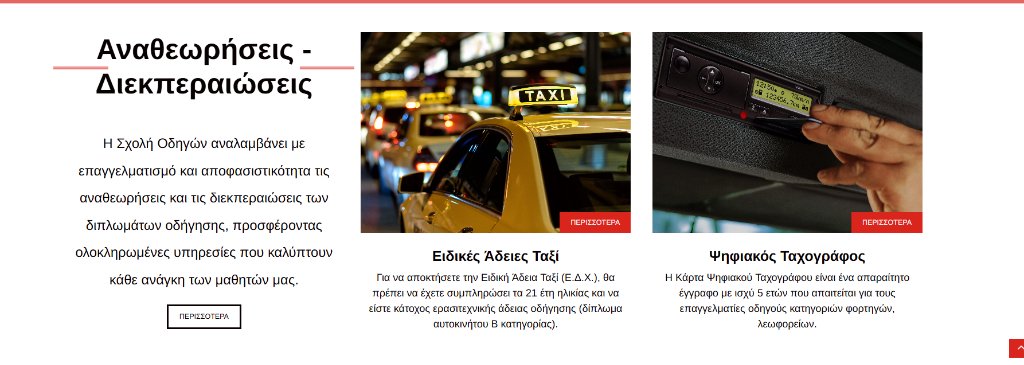 Αναθεωρήσεις -
Διεκπεραιώσεις
Η Σχολή Οδηγών αναλαμβάνει με
επαγγελματισμό και αποφασιστικότητα τις
αναθεωρήσεις και τις διεκπεραιώσεις των
διπλωμάτων οδήγησης, προσφέροντας
ολοκληρωμένες υπηρεσίες που καλύπτουν
κάθε ανάγκη των μαθητών μας.
ΠΕΡΙΣΣΟΤΕΡΑ
TAXI
ΠΕΡΙΣΣΟΤΕΡΑ
Ειδικές Άδειες Ταξί
Για να αποκτήσετε την Ειδική Άδεια Ταξί (Ε.Δ.Χ.), θα
πρέπει να έχετε συμπληρώσει τα 21 έτη ηλικίας και να
είστε κάτοχος ερασιτεχνικής άδειας οδήγησης (δίπλωμα
αυτοκινήτου Β κατηγορίας).
ΠΕΡΙΣΣΟΤΕΡΑ
Ψηφιακός Ταχογράφος
Η Κάρτα Ψηφιακού Ταχογράφου είναι ένα απαραίτητο
έγγραφο με ισχύ 5 ετών που απαιτείται για τους
επαγγελματίες οδηγούς κατηγοριών φορτηγών,
λεωφορείων.